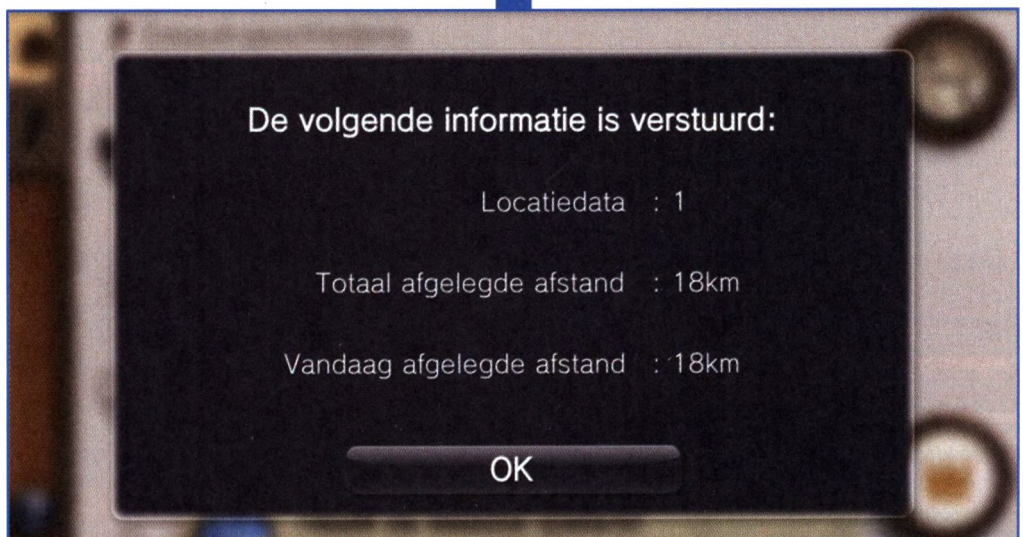 De volgende informatie is verstuurd:
Locatiedata : 1
Totaal afgelegde afstand : 18km
Vandaag afgelegde afstand : 18km
OK